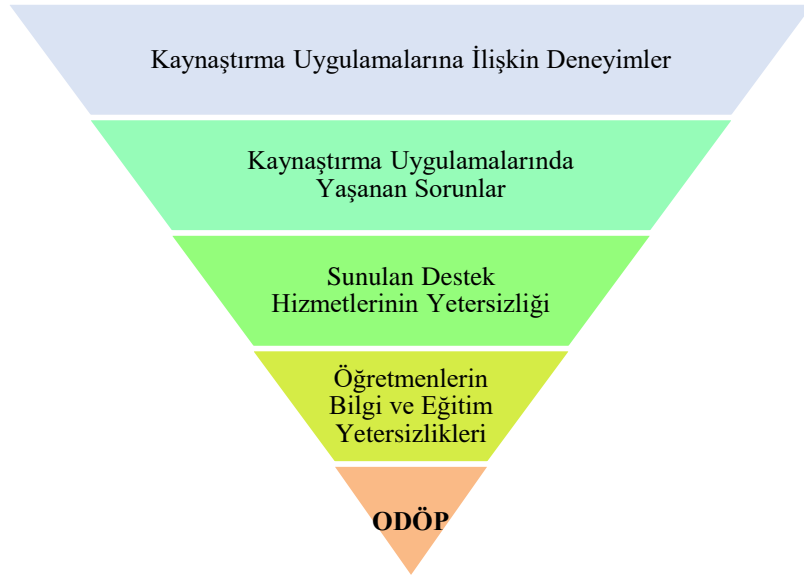 Kaynaştırma Uygulamalarına İlişkin Deneyimler
Kaynaştırma Uygulamalarında
Yaşanan Sorunlar
Sunulan Destek
Hizmetlerinin Yetersizliği
Öğretmenlerin
Bilgi ve Eğitim
Yetersizlikleri
ODÖP